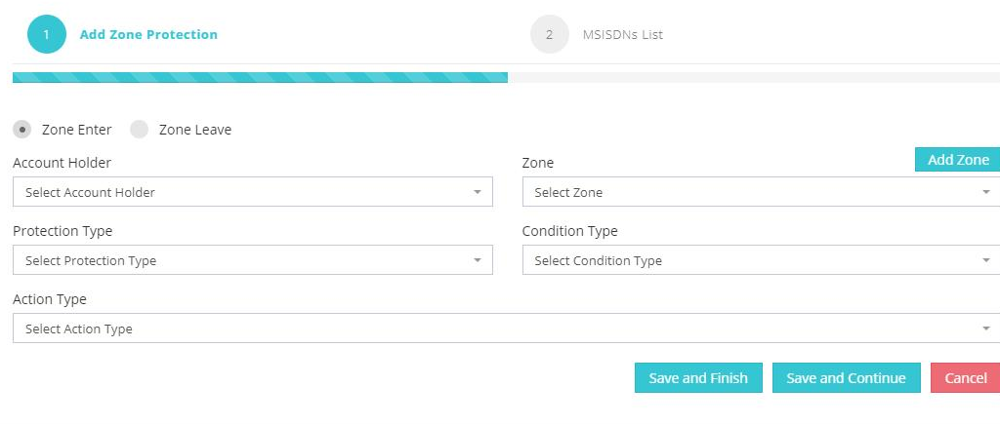 1 Add Zone Protection 2 MSISDNs List
Zone Enter Zone Leave
Account Holder Zone Add Zone
Select Account Holder Select Zone
Protection Type Condition Type
Select Protection Type Select Condition Type
Action Type
Select Action Type
Save and Finish Save and Continue Cancel